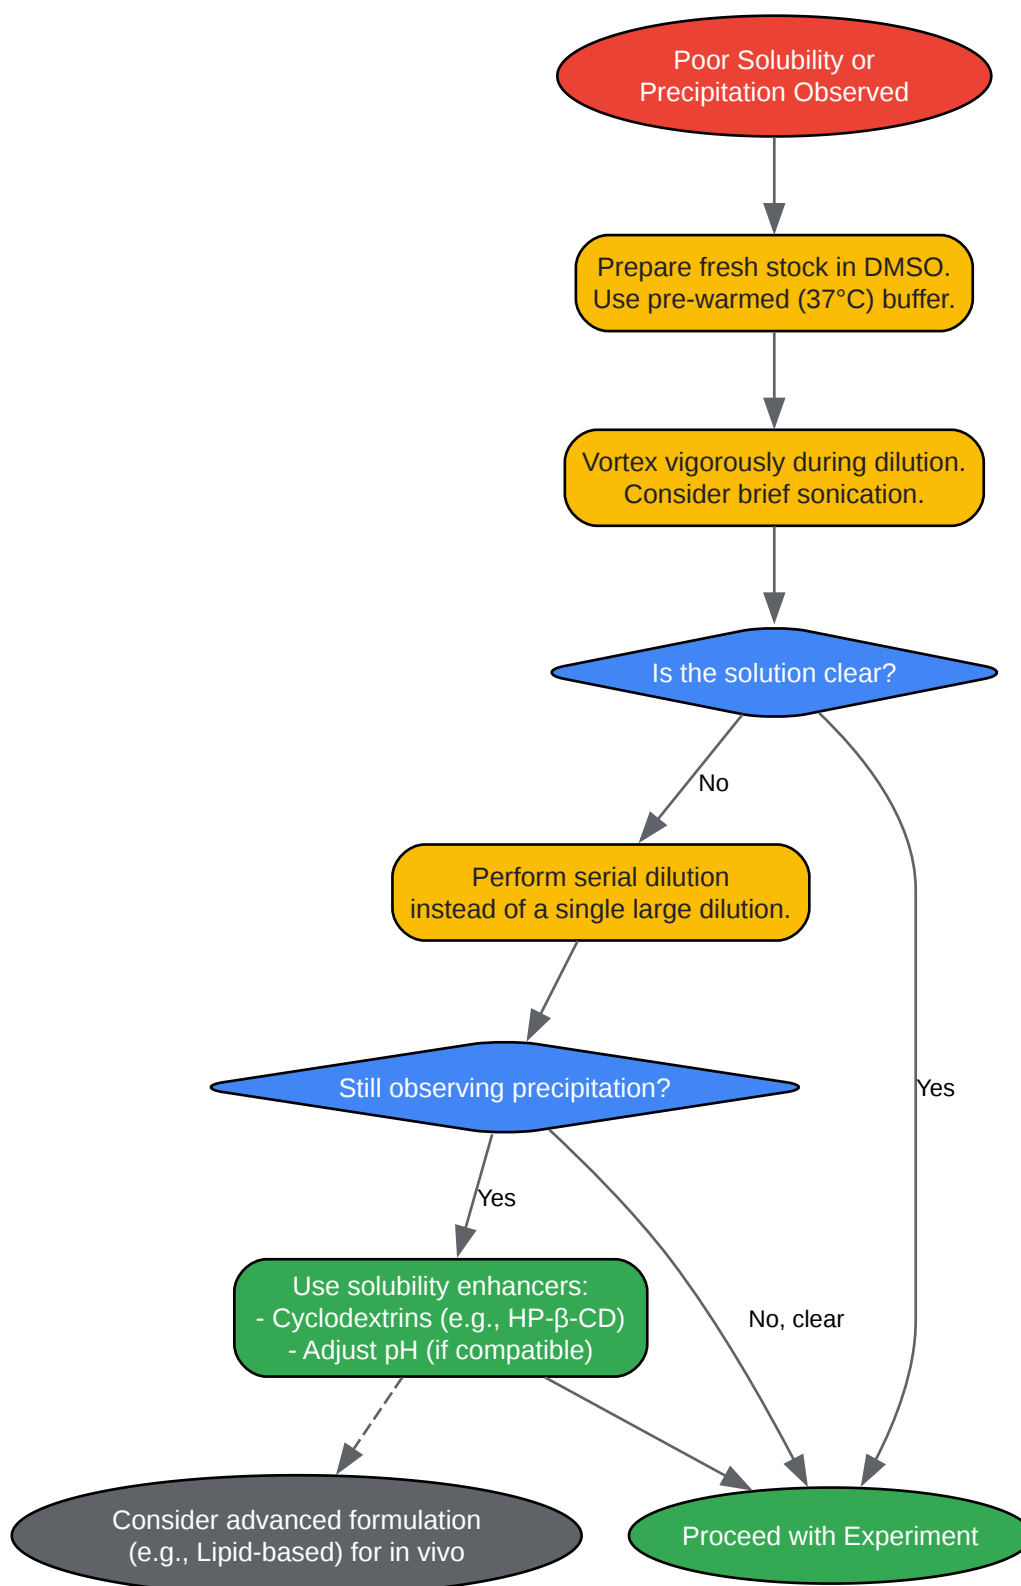 Poor Solubility or
Precipitation Observed
Prepare fresh stock in DMSO.
Use pre-warmed (37°C) buffer.
Vortex vigorously during dilution.
Consider brief sonication.
Is the solution clear?
No
Perform serial dilution
instead of a single large dilution.
Still observing precipitation?
Yes
Yes
Use solubility enhancers:
- Cyclodextrins (e.g., HP-β-CD)
- Adjust pH (if compatible)
No, clear
Consider advanced formulation
(e.g., Lipid-based) for in vivo
Proceed with Experiment